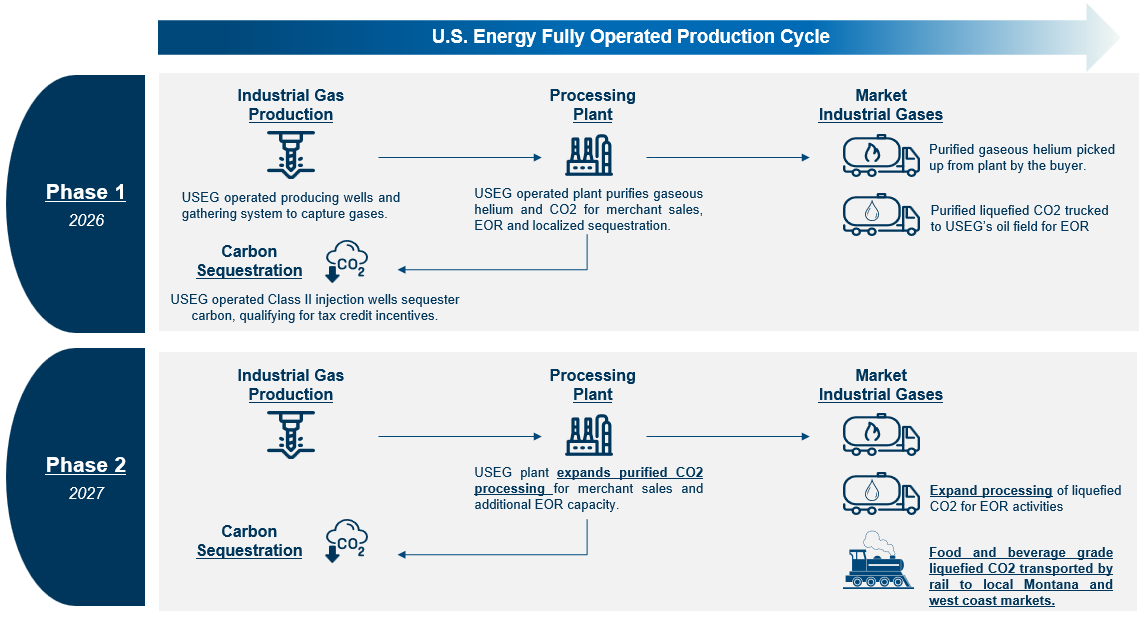 U.S. Energy Fully Operated Production Cycle
Phase 1
2026
Industrial Gas
Production
USEG operated producing wells and
gathering system to capture gases.
Processing
Plant
USEG operated plant purifies gaseous
helium and CO2 for merchant sales,
EOR and localized sequestration.
Market
Industrial Gases
Purified gaseous helium picked
up from plant by the buyer.
Purified liquefied CO2 trucked
to USEG's oil field for EOR
Carbon
Sequestration
CO2
USEG operated Class II injection wells sequester
carbon, qualifying for tax credit incentives.
Phase 2
2027
Industrial Gas
Production
Processing
Plant
USEG plant expands purified CO2
processing for merchant sales and
additional EOR capacity.
Market
Industrial Gases
Expand processing of liquefied
CO2 for EOR activities
Food and beverage grade
liquefied CO2 transported by
rail to local Montana and
west coast markets.
Carbon
Sequestration
CO2